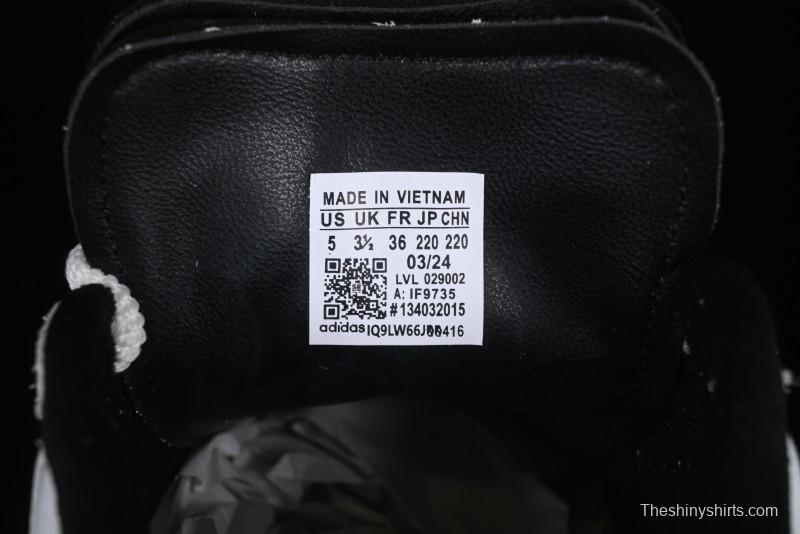 MADE IN VIETNAM
US UK FR JP CHN
5 3½ 36 220 220
03/24
LVL 029002
A: IF9735
#134032015
adidas
Theshinyshirts.com